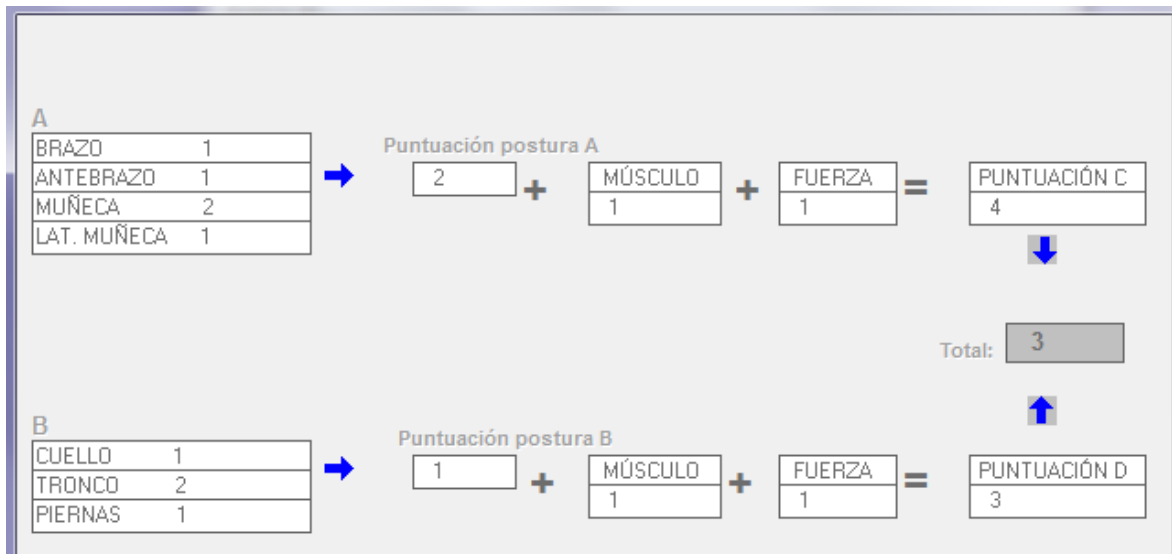 A
BRAZO 1
ANTEBRAZO 1
MUÑECA 2
LAT. MUÑECA 1
Puntuación postura A
2 + MÚSCULO + FUERZA = PUNTUACIÓN C
1 1 4
Total: 3
B
CUELLO 1
TRONCO 2
PIERNAS 1
Puntuación postura B
1 + MÚSCULO + FUERZA = PUNTUACIÓN D
1 1 3